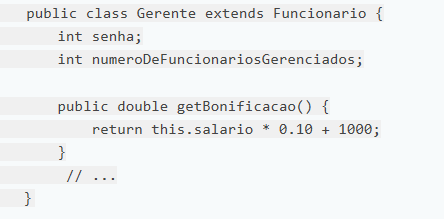 public class Gerente extends Funcionario {
    int senha;
    int numeroDeFuncionariosGerenciados;

    public double getBonificacao() {
        return this.salario * 0.10 + 1000;
    }
     // ...
}